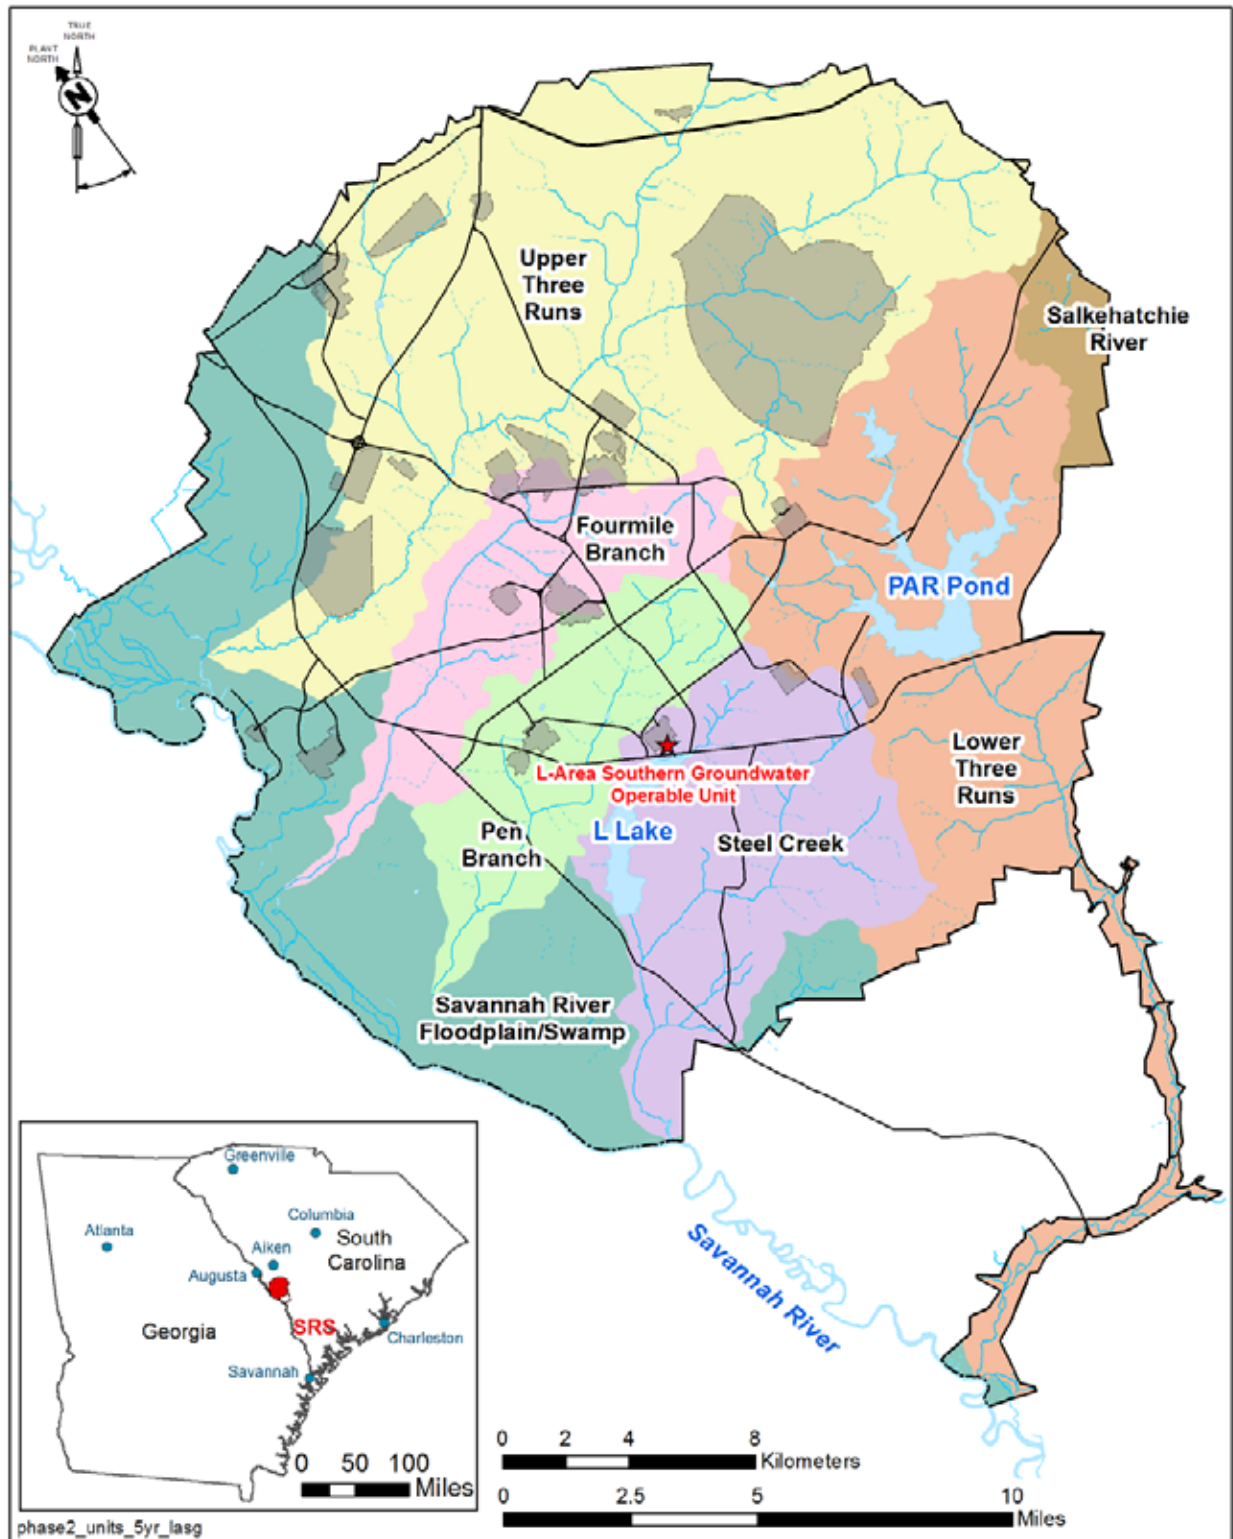 TRUE
NORTH
PLANT
NORTH
N
Upper
Three
Runs
Salkehatchie
River
Fourmile
Branch
PAR Pond
Lower
Three
Runs
L-Area Southern Groundwater
Operable Unit
Pen
Branch
L Lake
Steel Creek
Savannah River
Floodplain/Swamp
Savannah River
Greenville
Atlanta
Columbia
South
Carolina
Aiken
Augusta
Georgia
SRS
Charleston
Savannah
0 50 100
Miles
0 2 4 8
Kilometers
0 2.5 5 10
Miles
phase2_units_5yr_lasg